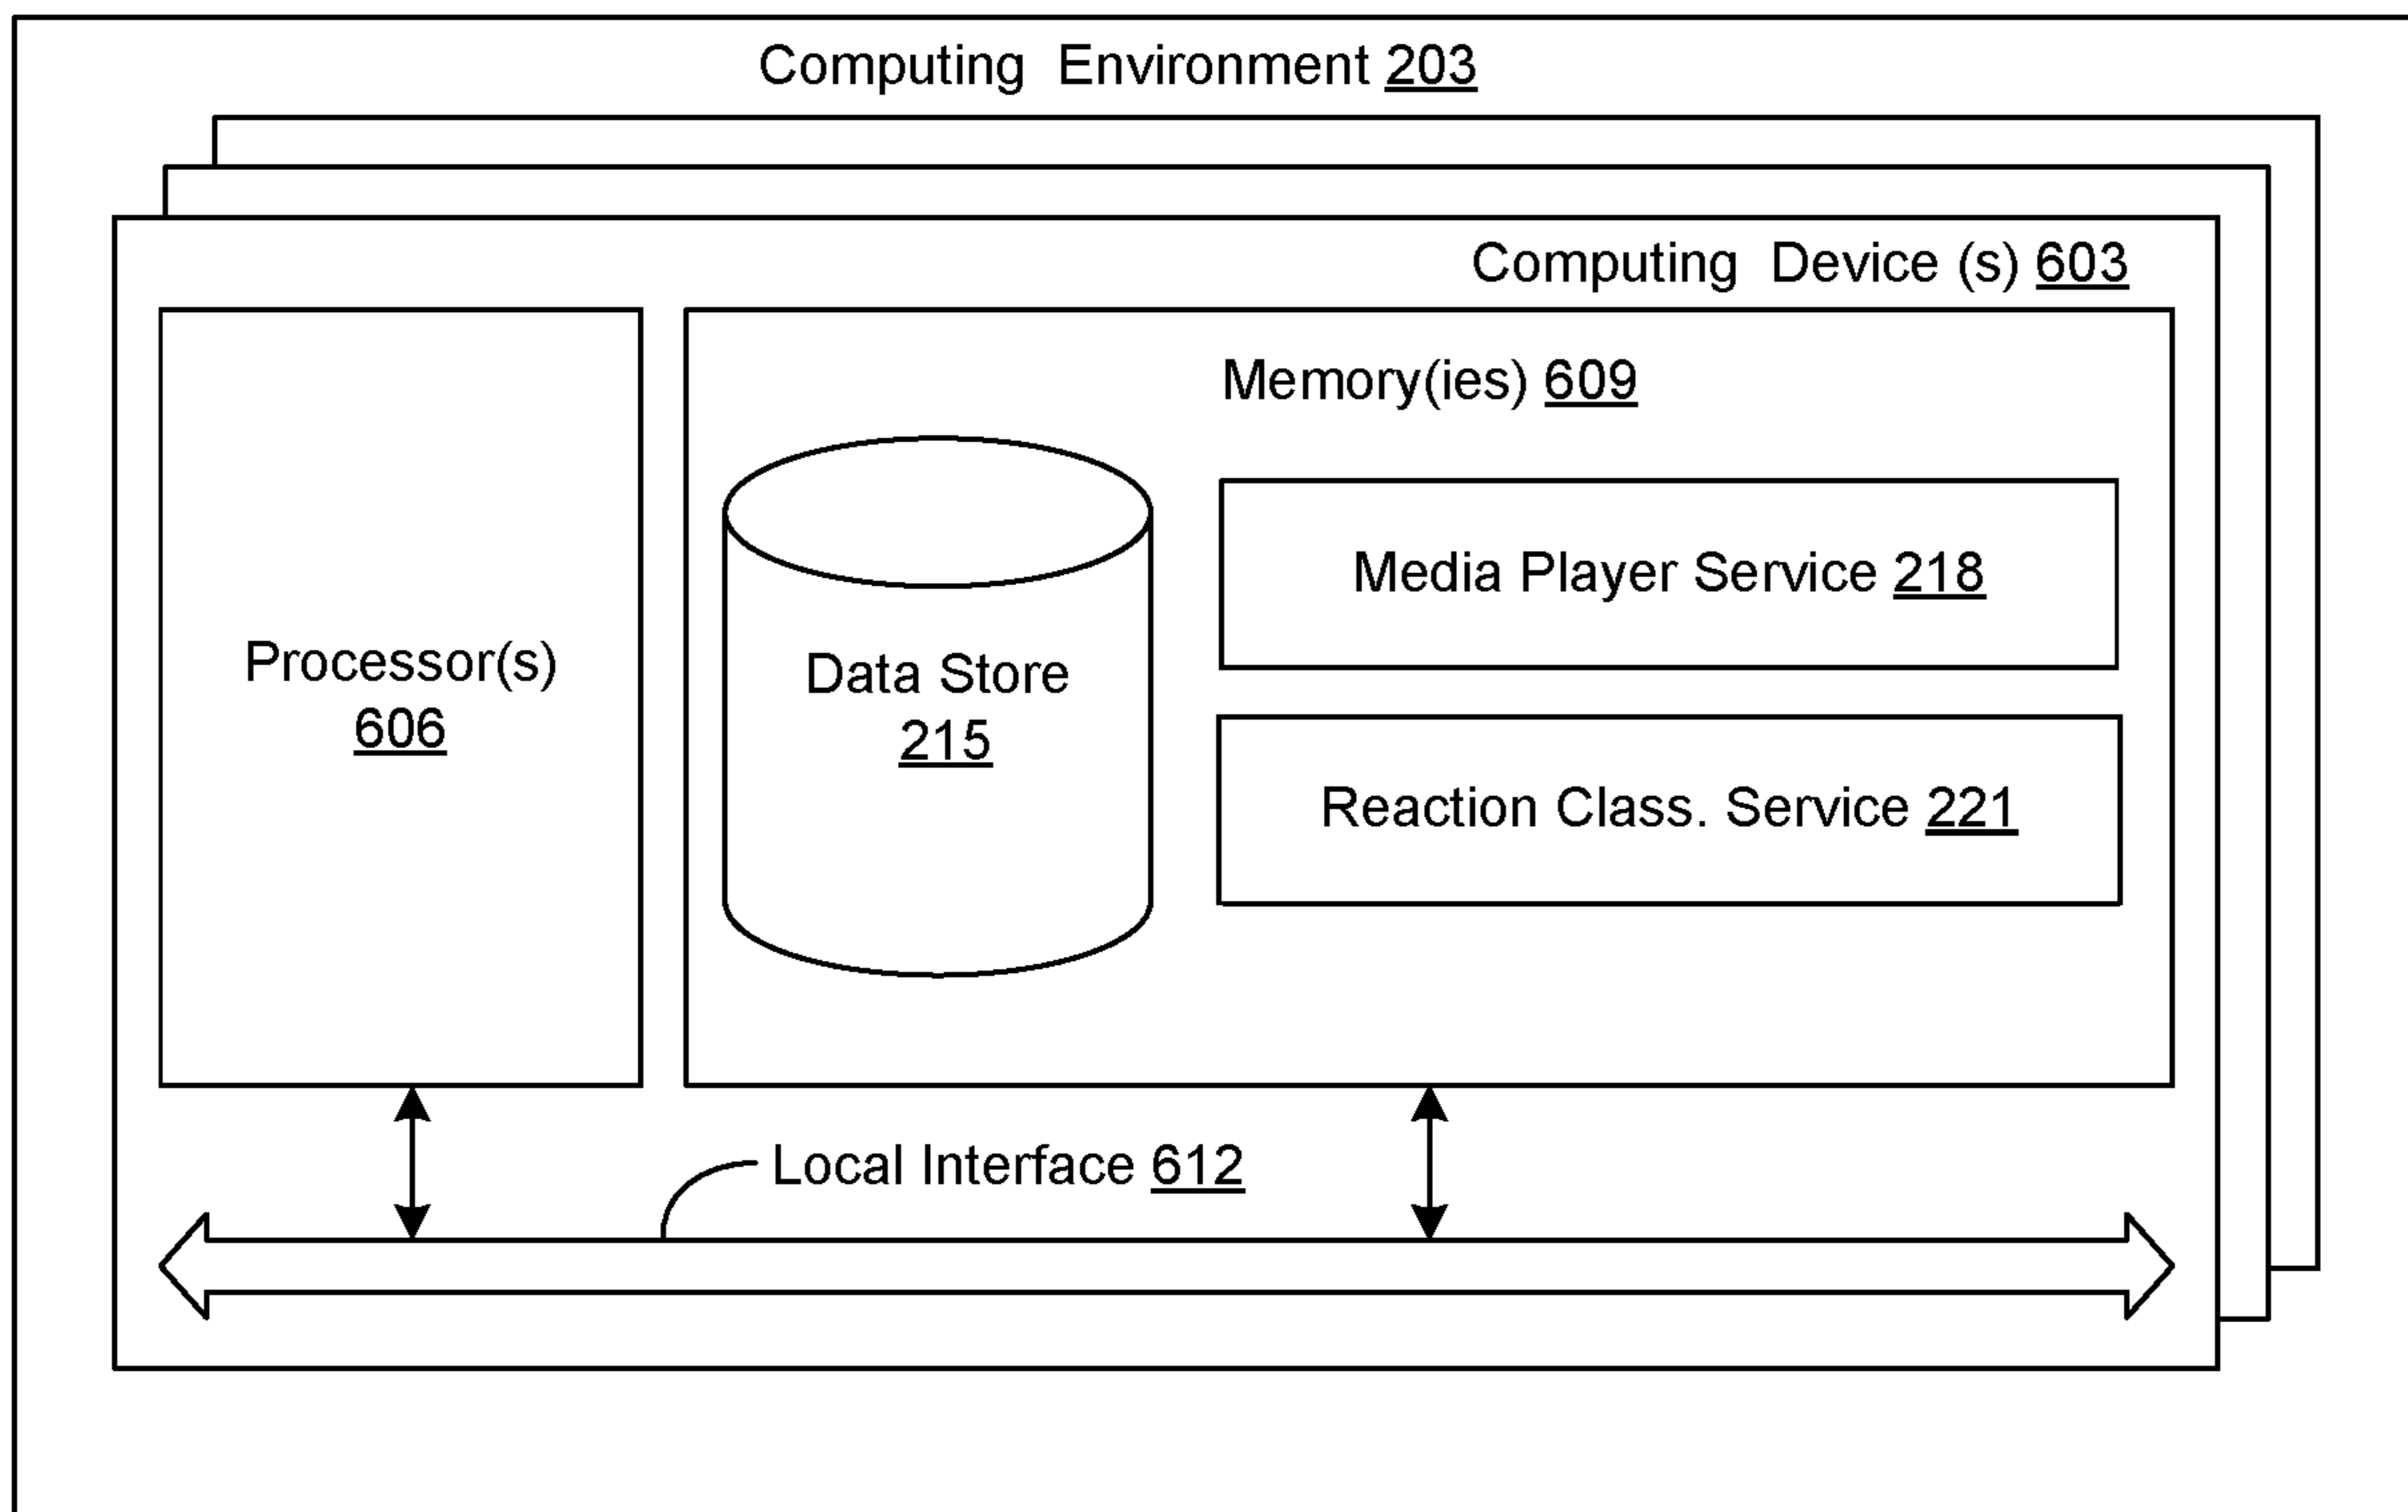 Computing Environment 203
Computing Device (s) 603
Memory(ies) 609
Media Player Service 218
Processor(s)
606
Data Store
215
Reaction Class. Service 221
Local Interface 612